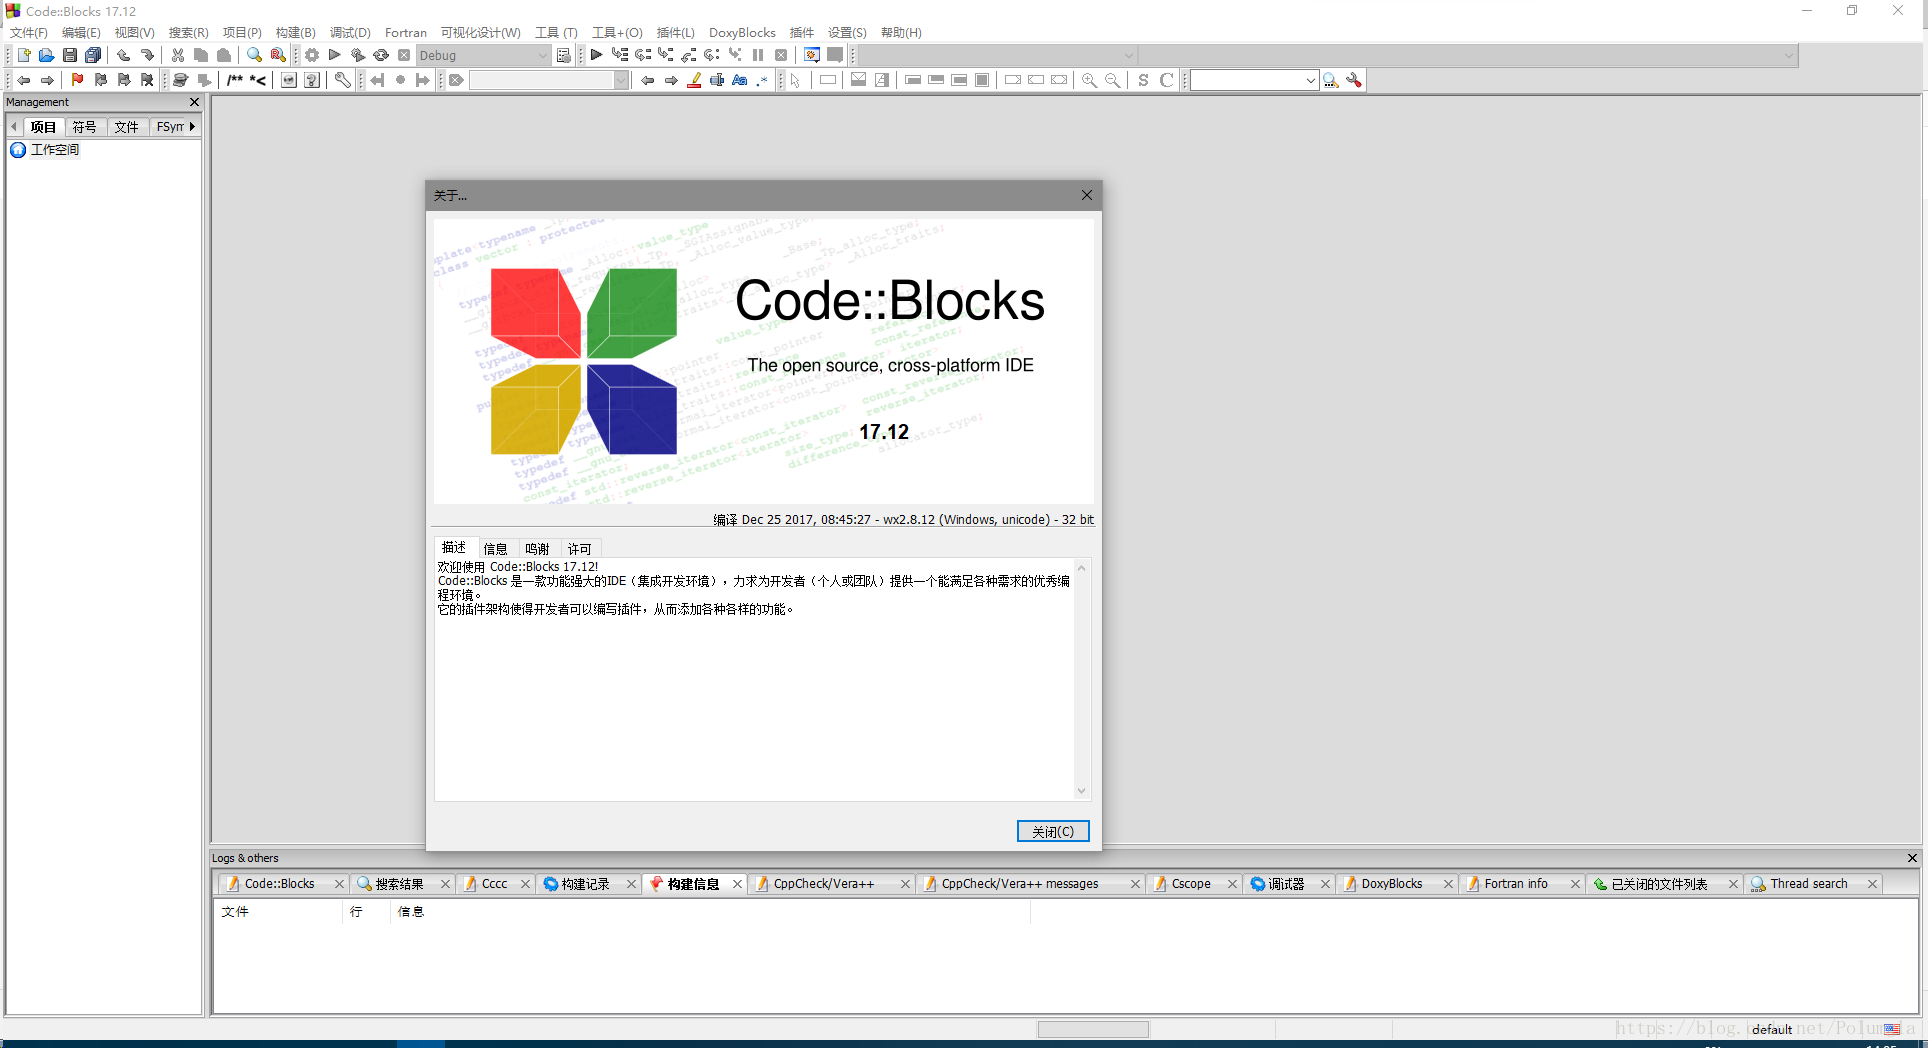 Code::Blocks 17.12
文件(F) 编辑(E) 视图(V) 搜索(R) 项目(P) 构建(B) 调试(D) Fortran 可视化设计(W) 工具 (T) 工具+(O) 插件(L) DoxyBlocks 插件 设置(S) 帮助(H)
Debug
/** *< Aa .* S C
Management
项目 符号 文件 FSym
工作空间
关于...
Code::Blocks
The open source, cross-platform IDE
17.12
编译 Dec 25 2017, 08:45:27 - wx2.8.12 (Windows, unicode) - 32 bit
描述 信息 鸣谢 许可
欢迎使用 Code::Blocks 17.12!
Code::Blocks 是一款功能强大的IDE（集成开发环境），力求为开发者（个人或团队）提供一个能满足各种需求的优秀编
程环境。
它的插件架构使得开发者可以编写插件，从而添加各种各样的功能。
关闭(C)
Logs & others
Code::Blocks 搜索结果 Cccc 构建记录 构建信息 CppCheck/Vera++ CppCheck/Vera++ messages Cscope 调试器 DoxyBlocks Fortran info 已关闭的文件列表 Thread search
文件 行 信息
default